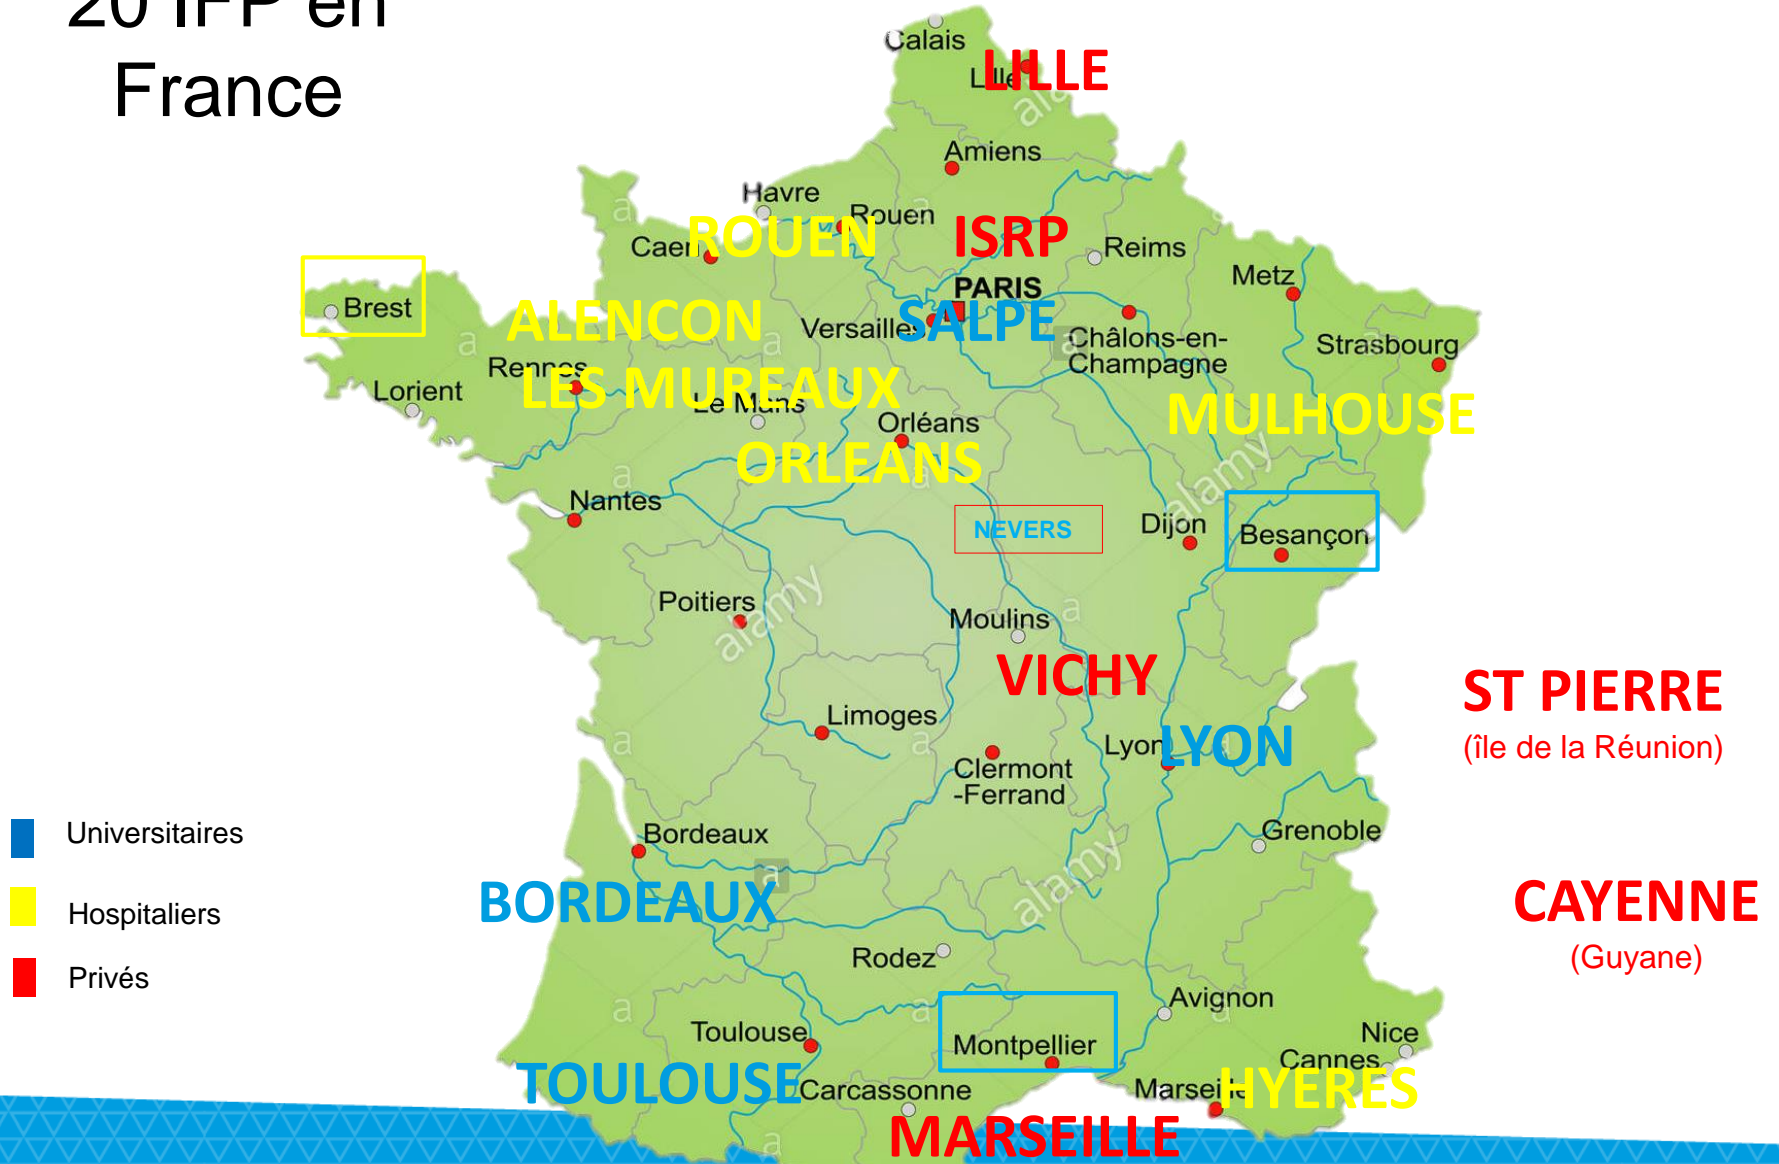 20 IFP en
France
Calais
Lille
LILLE
Amiens
Havre
Rouen
ROUEN
Caen
ISRP
Reims
PARIS
Metz
Brest
ALENCON
Versailles
SALPE
Châlons-en-
Champagne
Strasbourg
Rennes
LES MUREAUX
Lorient
Le Mans
MULHOUSE
Orléans
ORLEANS
Nantes
NEVERS
Dijon
Besançon
Poitiers
Moulins
VICHY
ST PIERRE
(île de la Réunion)
Limoges
Lyon
LYON
Clermont
-Ferrand
Universitaires
Bordeaux
Grenoble
BORDEAUX
Hospitaliers
CAYENNE
(Guyane)
Rodez
Privés
Avignon
Toulouse
Montpellier
Nice
Cannes
TOULOUSE
Carcassonne
Marseille
HYERES
MARSEILLE
alamy
alamy
alamy
a
a
a
a
a
a
a
a
a
a
a
a
a
a